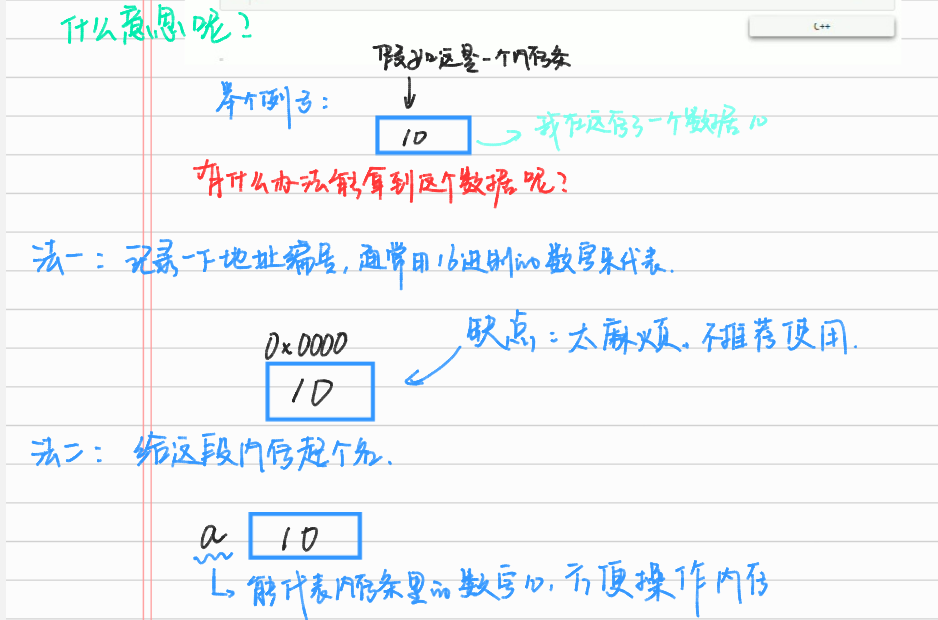 什么意思呢？
C++
假如这是一个内存条
举个例子：
10
我在这存了一个数据10
有什么办法能拿到这个数据呢？
法一：记录一下地址编号，通常用16进制的数字来代表.
缺点：太麻烦。不推荐使用.
0x0000
10
法二：给这段内存起个名.
a 10
能代表内存条里的数字10，方便操作内存